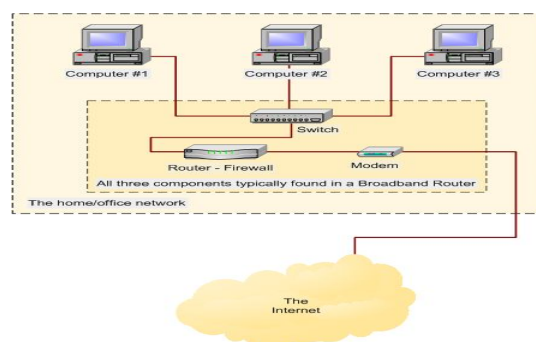 Computer #1
Computer #2
Computer #3
Switch
Router - Firewall
Modem
All three components typically found in a Broadband Router
The home/office network
The
Internet